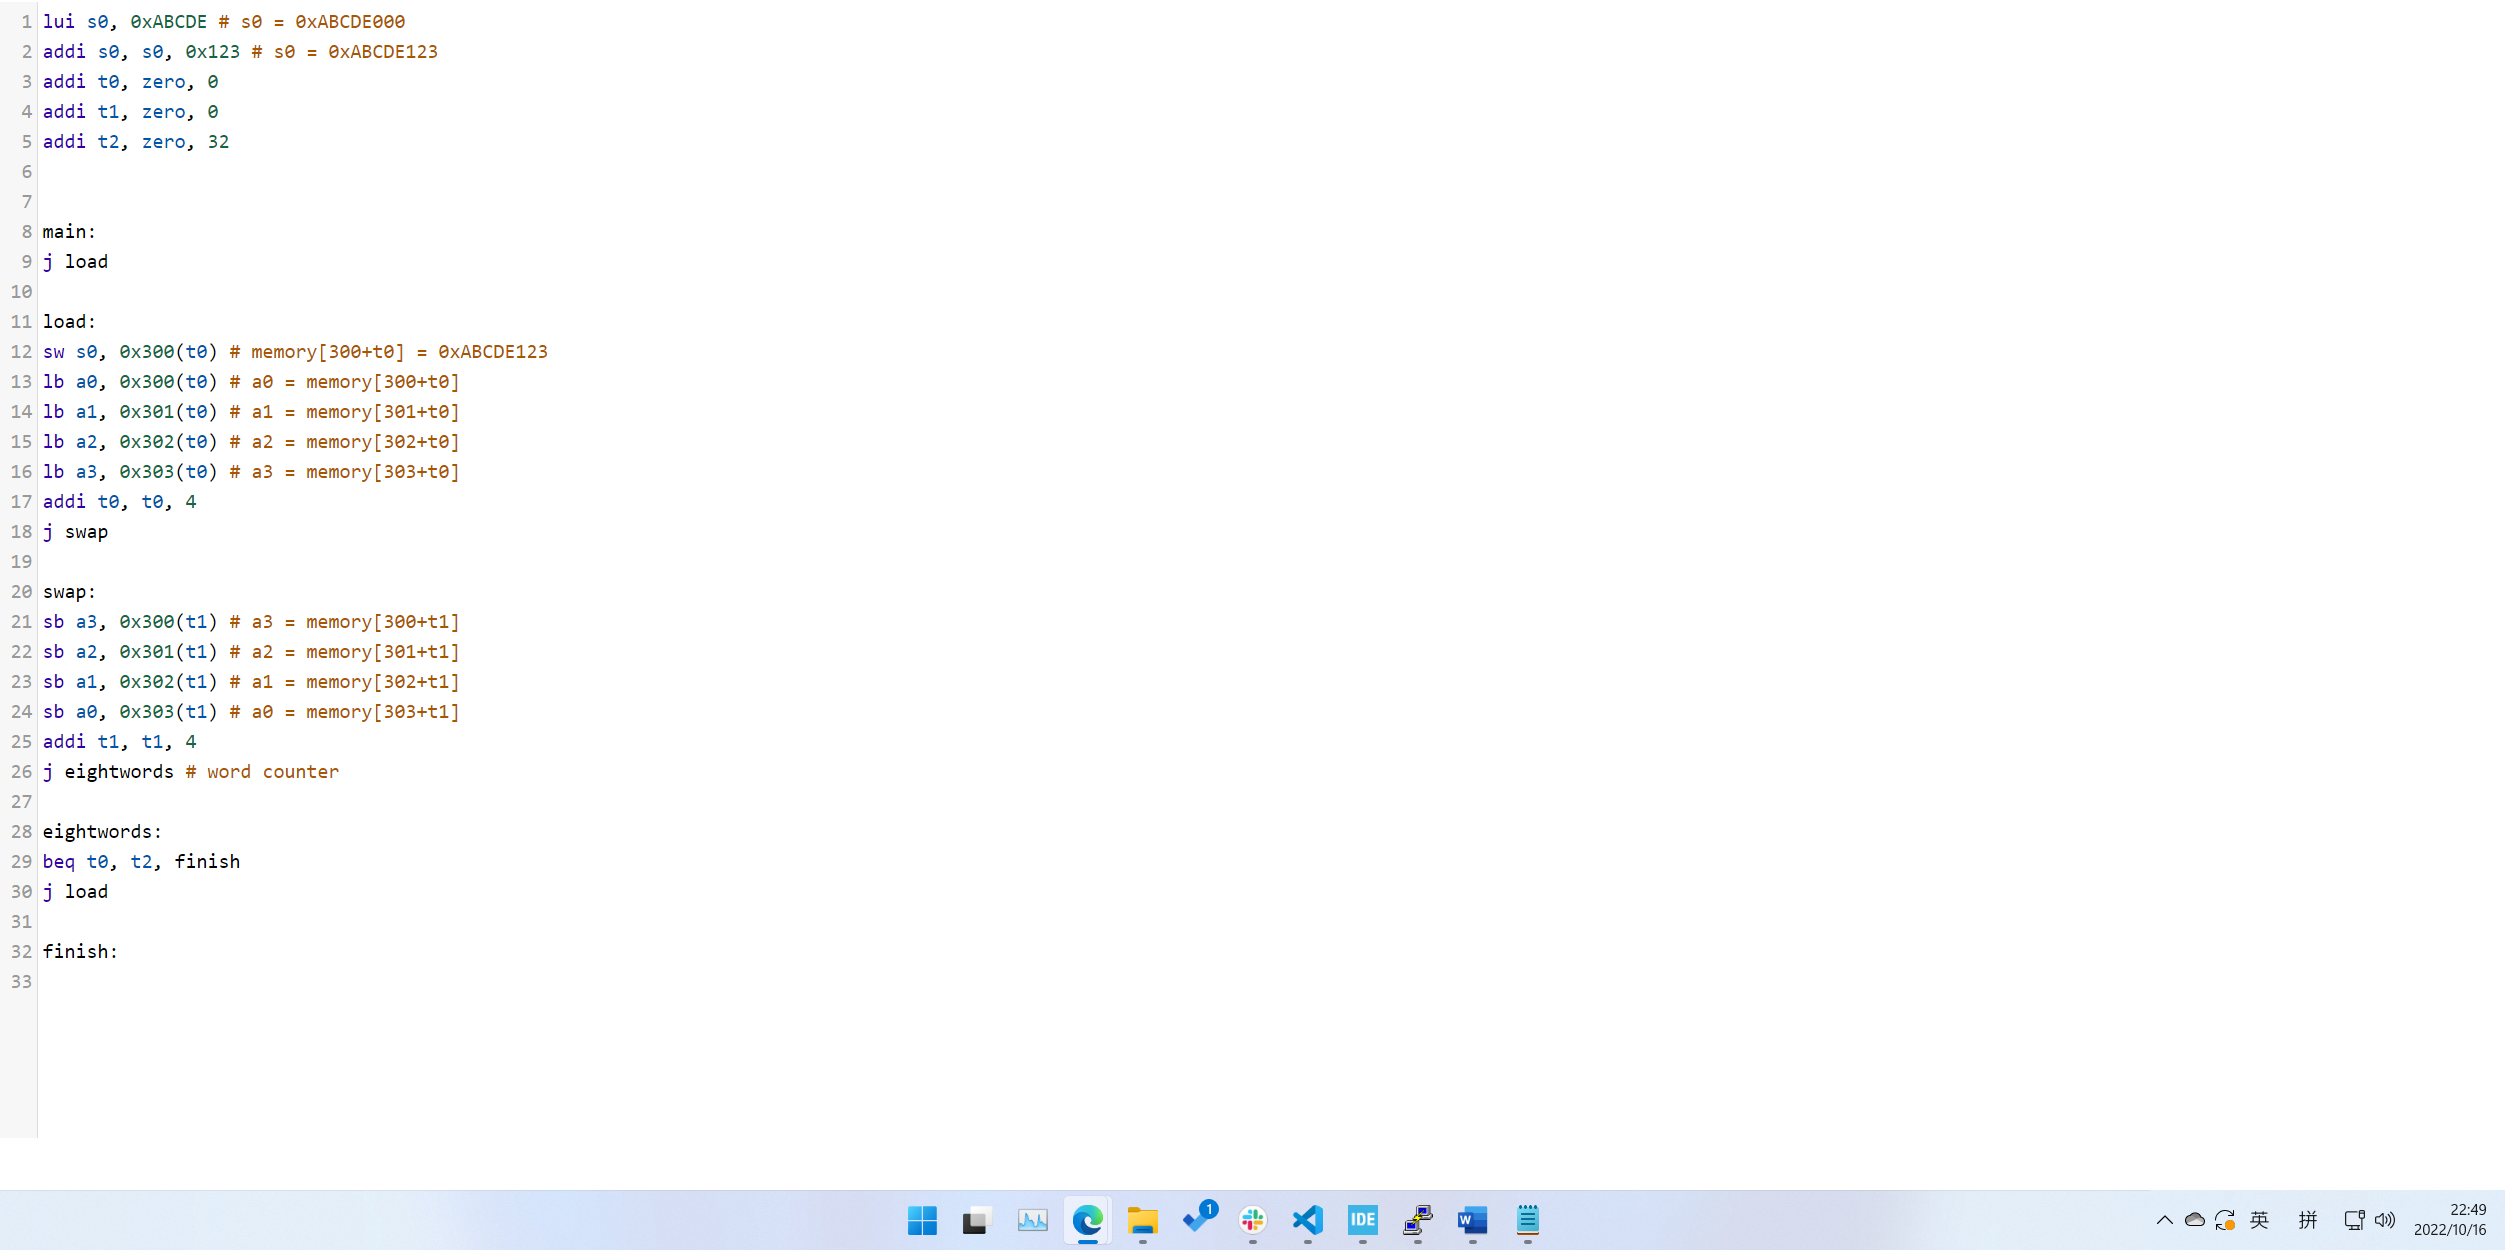 1 lui s0, 0xABCDE # s0 = 0xABCDE000
2 addi s0, s0, 0x123 # s0 = 0xABCDE123
3 addi t0, zero, 0
4 addi t1, zero, 0
5 addi t2, zero, 32
6
7
8 main:
9 j load
10
11 load:
12 sw s0, 0x300(t0) # memory[300+t0] = 0xABCDE123
13 lb a0, 0x300(t0) # a0 = memory[300+t0]
14 lb a1, 0x301(t0) # a1 = memory[301+t0]
15 lb a2, 0x302(t0) # a2 = memory[302+t0]
16 lb a3, 0x303(t0) # a3 = memory[303+t0]
17 addi t0, t0, 4
18 j swap
19
20 swap:
21 sb a3, 0x300(t1) # a3 = memory[300+t1]
22 sb a2, 0x301(t1) # a2 = memory[301+t1]
23 sb a1, 0x302(t1) # a1 = memory[302+t1]
24 sb a0, 0x303(t1) # a0 = memory[303+t1]
25 addi t1, t1, 4
26 j eightwords # word counter
27
28 eightwords:
29 beq t0, t2, finish
30 j load
31
32 finish:
33
1
IDE
W
英
拼
22:49
2022/10/16